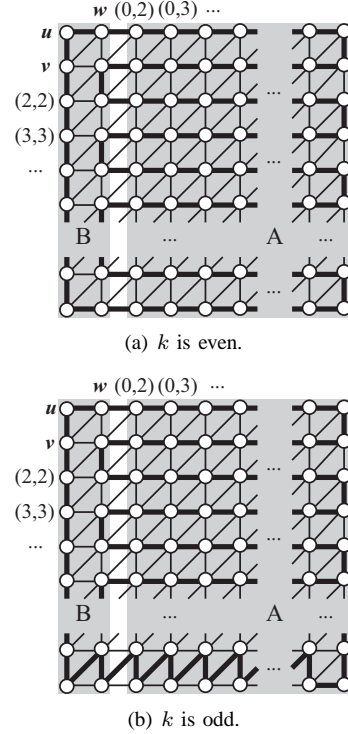 w (0,2) (0,3) ...
u
v
(2,2)
...
(3,3)
...
...
B ... A ...
...
(a) k is even.
w (0,2) (0,3) ...
u
v
(2,2)
...
(3,3)
...
...
B ... A ...
...
(b) k is odd.